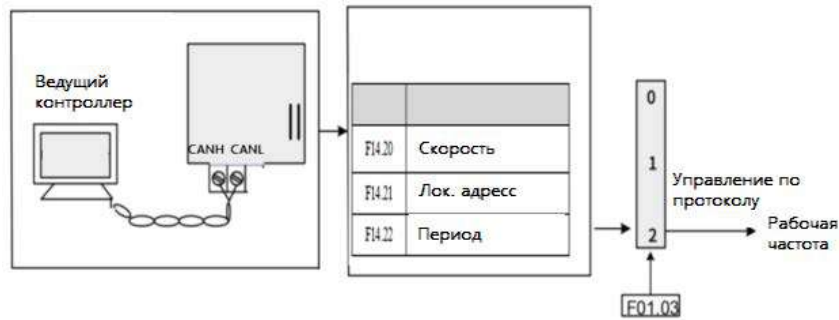 Ведущий
контроллер
CANH CANL
F14.20 Скорость
F14.21 Лок. адресс
F14.22 Период
0
1
2
Управление по
протоколу
Рабочая
частота
F01.03